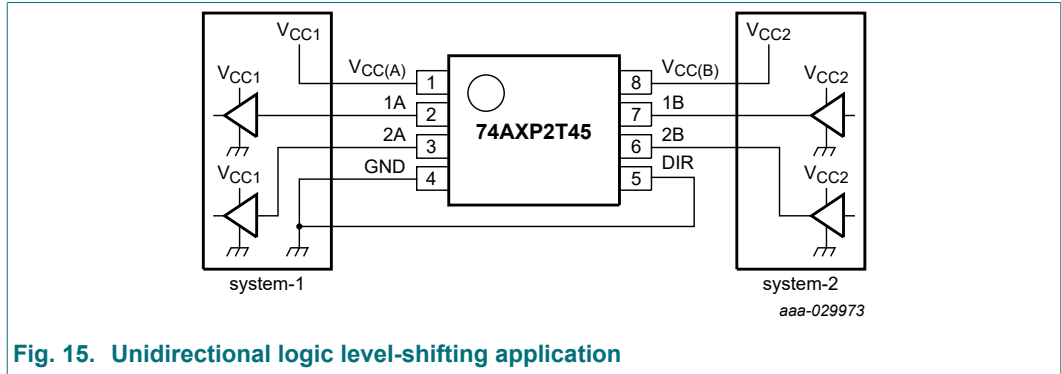 VCC1
VCC2
VCC(A)
VCC(B)
VCC1
1
8
VCC2
1A
1B
2
7
74AXP2T45
2A
2B
3
6
VCC1
GND
DIR
VCC2
4
5
system-1
system-2
aaa-029973
Fig. 15. Unidirectional logic level-shifting application